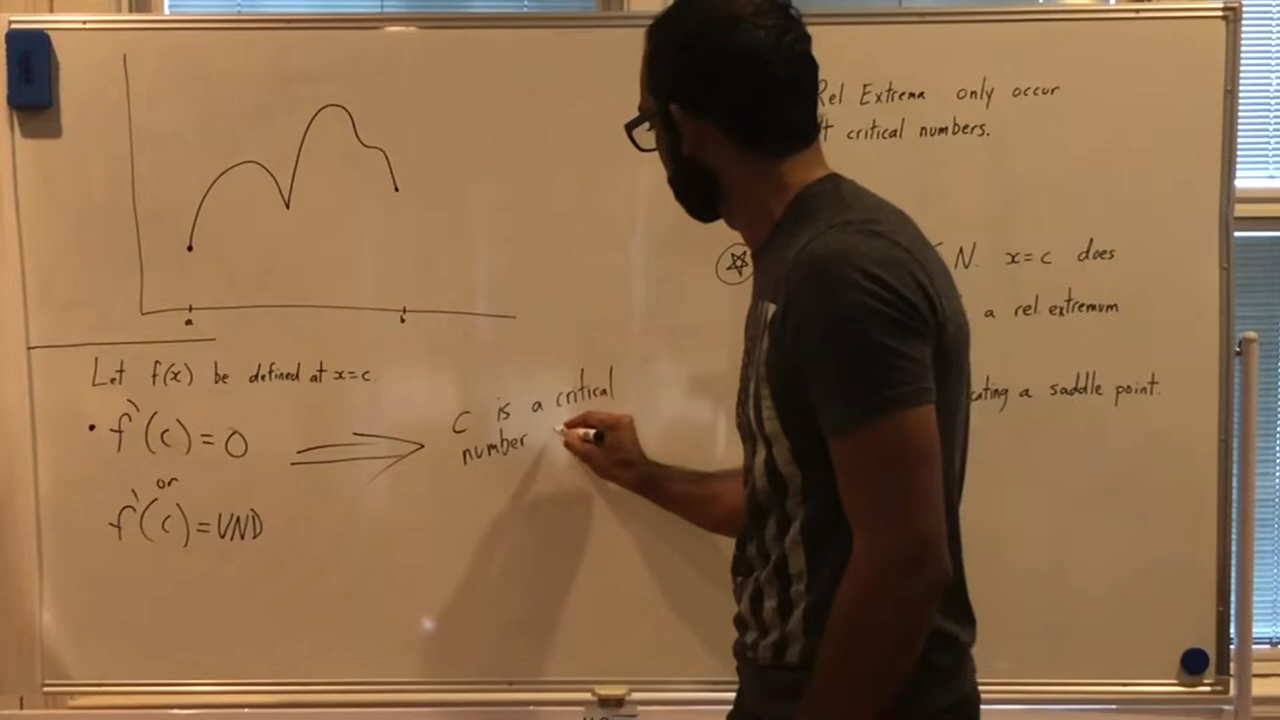 a
b
Let f(x) be defined at x=c
• f'(c) = 0
or
f'(c) = UND
C is a critical
number
Rel Extrema only occur
critical numbers.
N. x=c does
a rel. extremum
a saddle point.